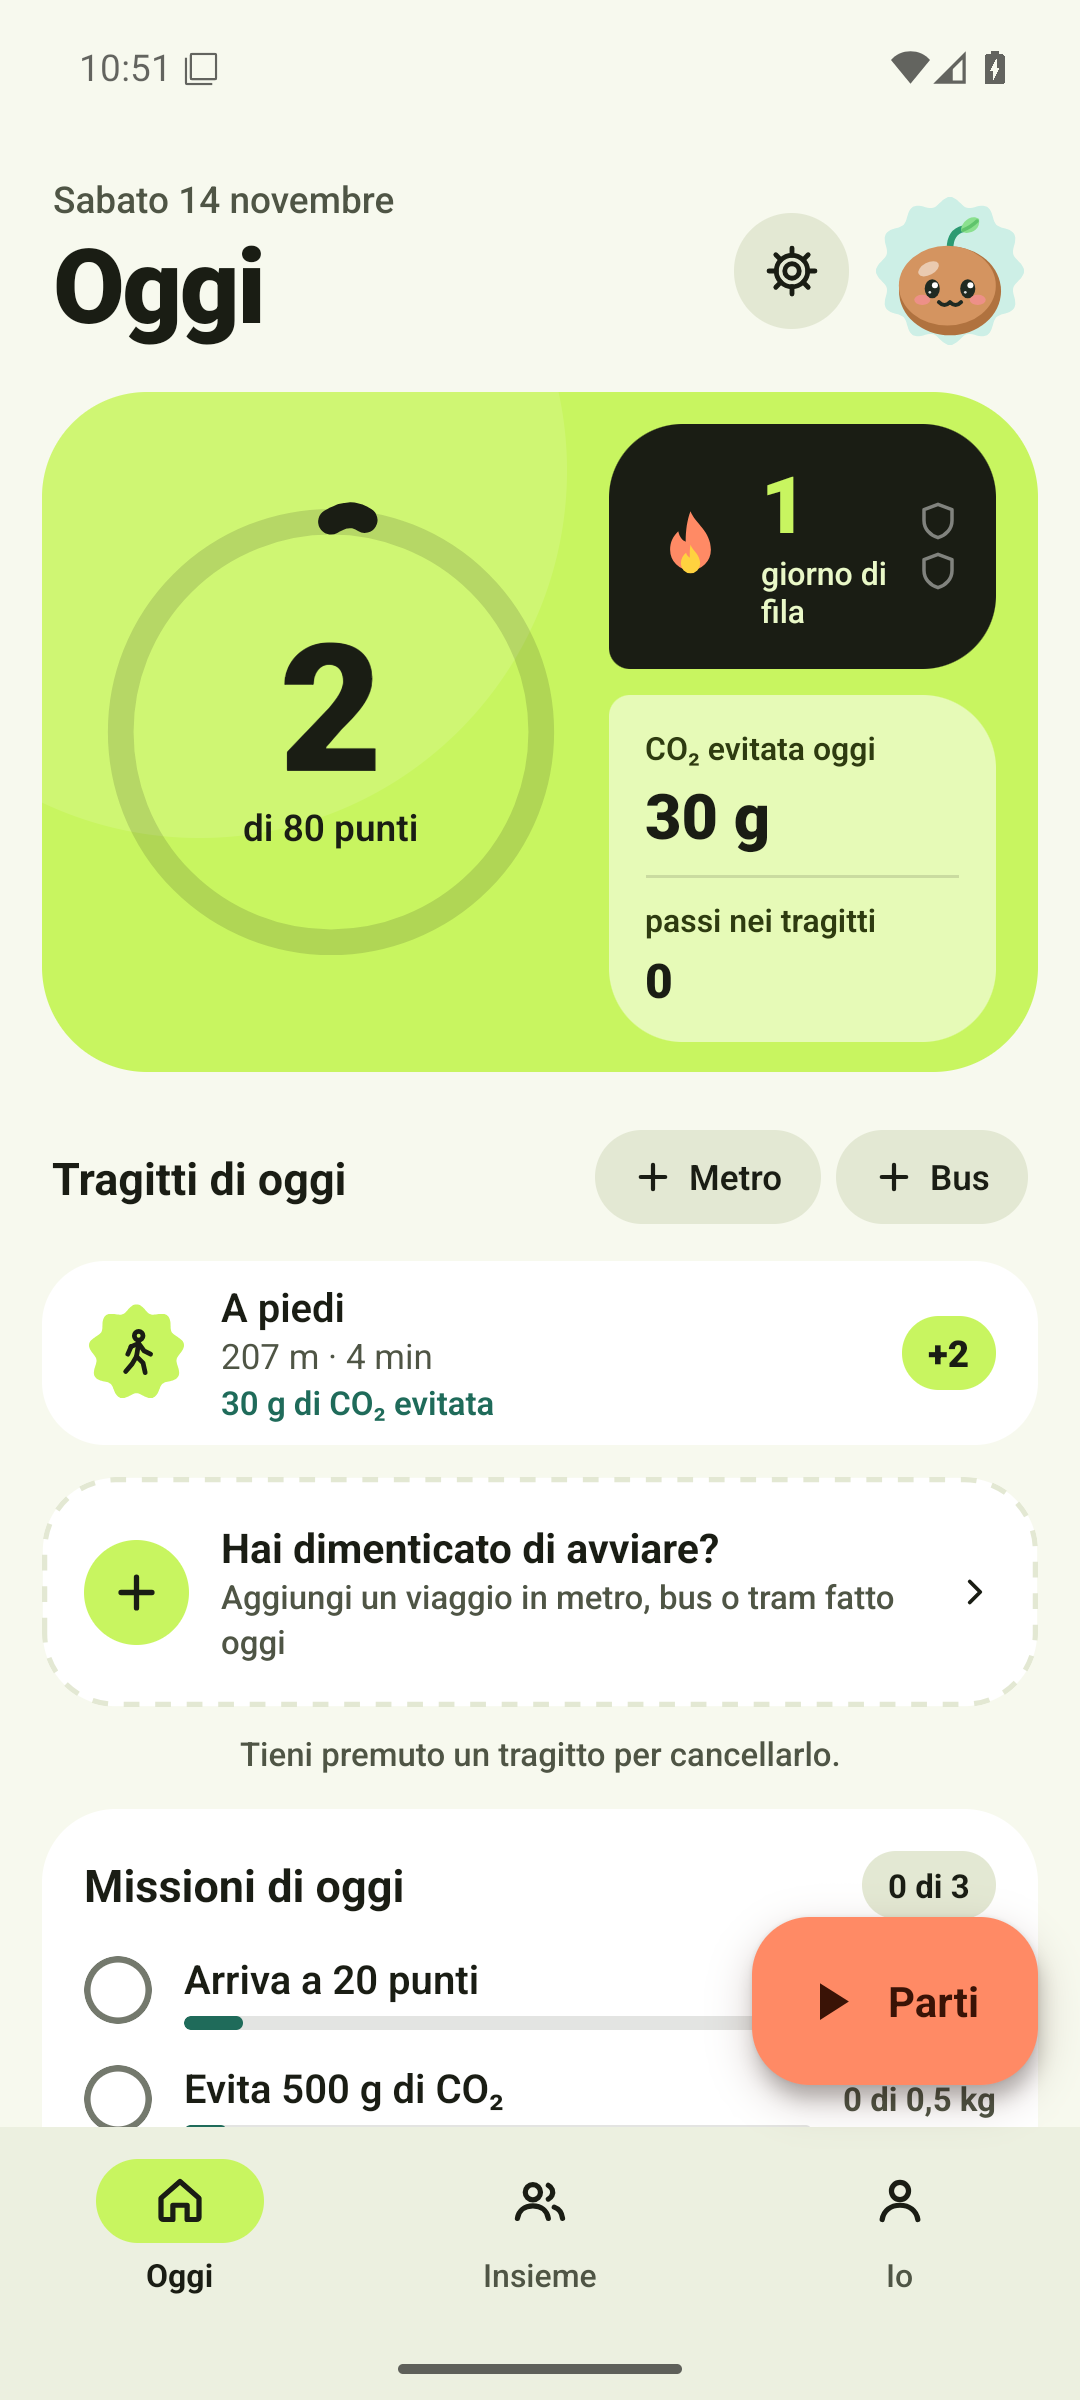 10:51
Sabato 14 novembre
Oggi
2
di 80 punti
1
giorno di
fila
CO₂ evitata oggi
30 g
passi nei tragitti
0
Tragitti di oggi
+ Metro
+ Bus
A piedi
207 m · 4 min
30 g di CO₂ evitata
+2
Hai dimenticato di avviare?
Aggiungi un viaggio in metro, bus o tram fatto
oggi
Tieni premuto un tragitto per cancellarlo.
Missioni di oggi
0 di 3
Arriva a 20 punti
Parti
Evita 500 g di CO₂
0 di 0,5 kg
Oggi
Insieme
Io